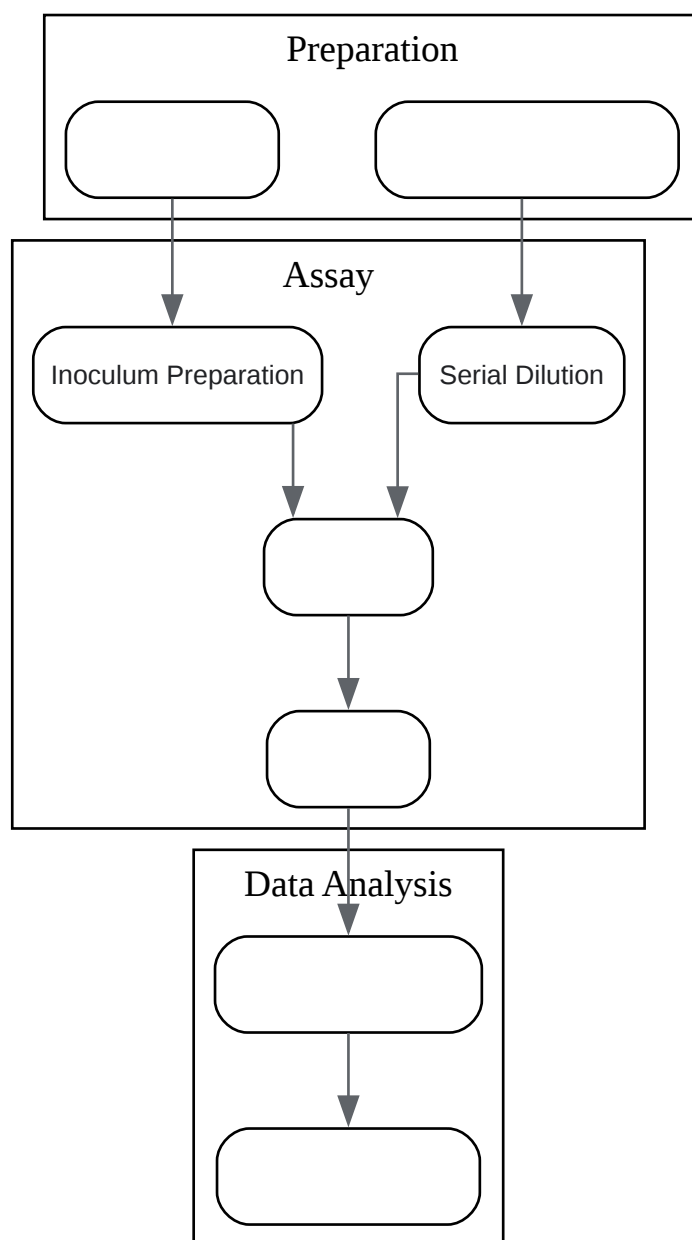 Preparation
Assay
Inoculum Preparation
Serial Dilution
Data Analysis